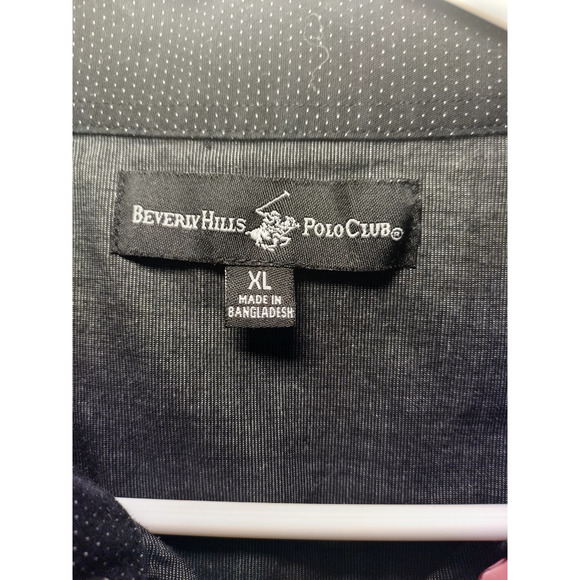 BEVERLY HILLS POLO CLUB®
XL
MADE IN
BANGLADESH